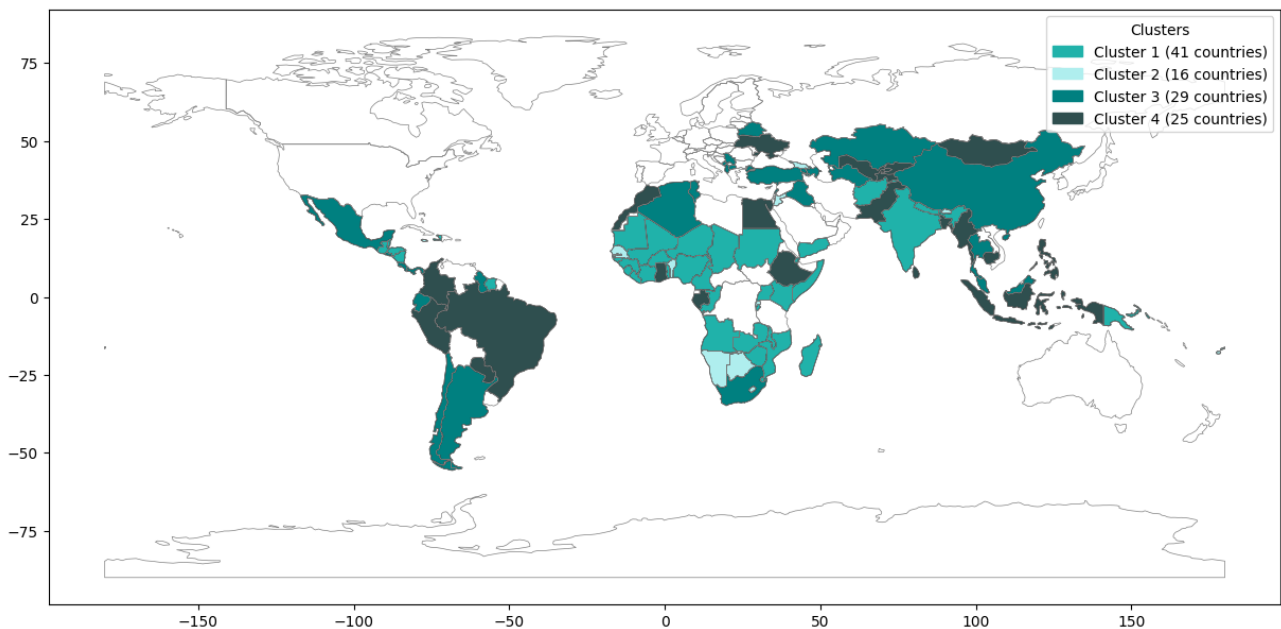 Clusters
Cluster 1 (41 countries)
Cluster 2 (16 countries)
Cluster 3 (29 countries)
Cluster 4 (25 countries)
75
50
25
0
−25
−50
−75
−150 −100 −50 0 50 100 150